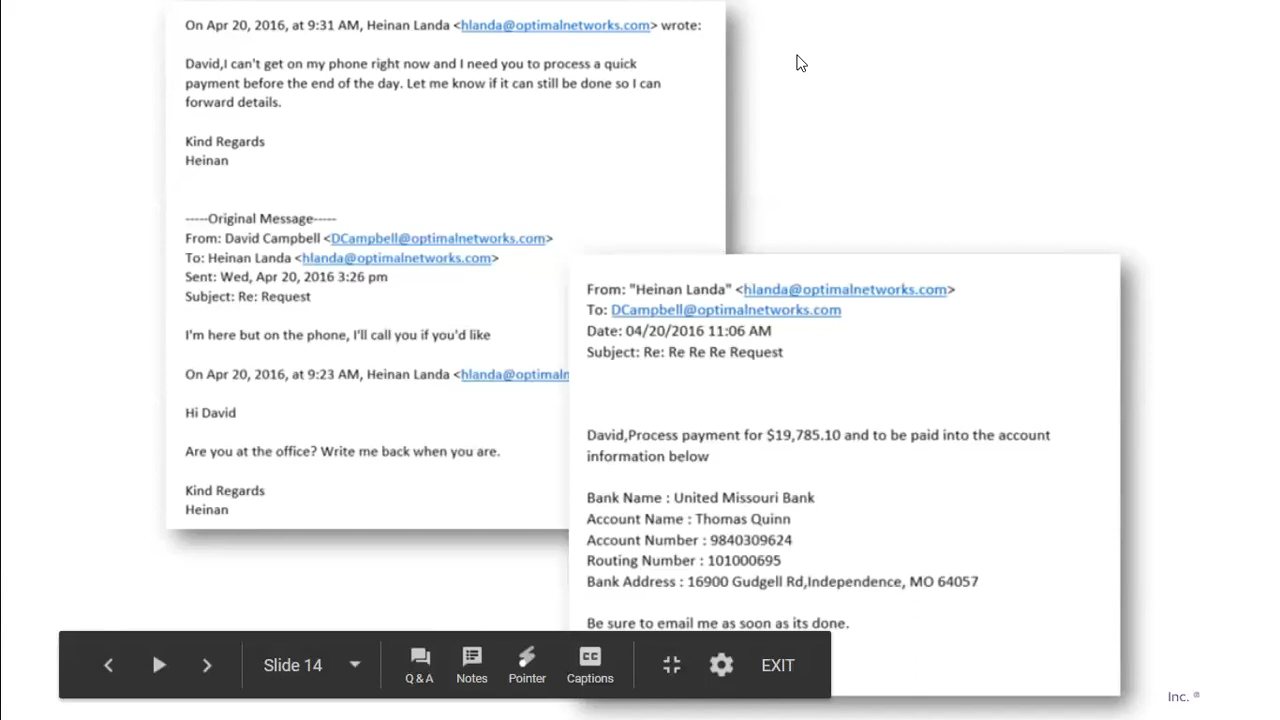 On Apr 20, 2016, at 9:31 AM, Heinan Landa <hlanda@optimalnetworks.com> wrote:
David,I can't get on my phone right now and I need you to process a quick
payment before the end of the day. Let me know if it can still be done so I can
forward details.
Kind Regards
Heinan
-----Original Message-----
From: David Campbell <DCampbell@optimalnetworks.com>
To: Heinan Landa <hlanda@optimalnetworks.com>
Sent: Wed, Apr 20, 2016 3:26 pm
Subject: Re: Request
I'm here but on the phone, I'll call you if you'd like
On Apr 20, 2016, at 9:23 AM, Heinan Landa <hlanda@optimaln
Hi David
Are you at the office? Write me back when you are.
Kind Regards
Heinan
From: "Heinan Landa" <hlanda@optimalnetworks.com>
To: DCampbell@optimalnetworks.com
Date: 04/20/2016 11:06 AM
Subject: Re: Re Re Re Request
David,Process payment for $19,785.10 and to be paid into the account
information below
Bank Name : United Missouri Bank
Account Name : Thomas Quinn
Account Number : 9840309624
Routing Number : 101000695
Bank Address : 16900 Gudgell Rd,Independence, MO 64057
Be sure to email me as soon as its done.
Slide 14
Q & A
Notes
Pointer
CC
Captions
EXIT
Inc. ®